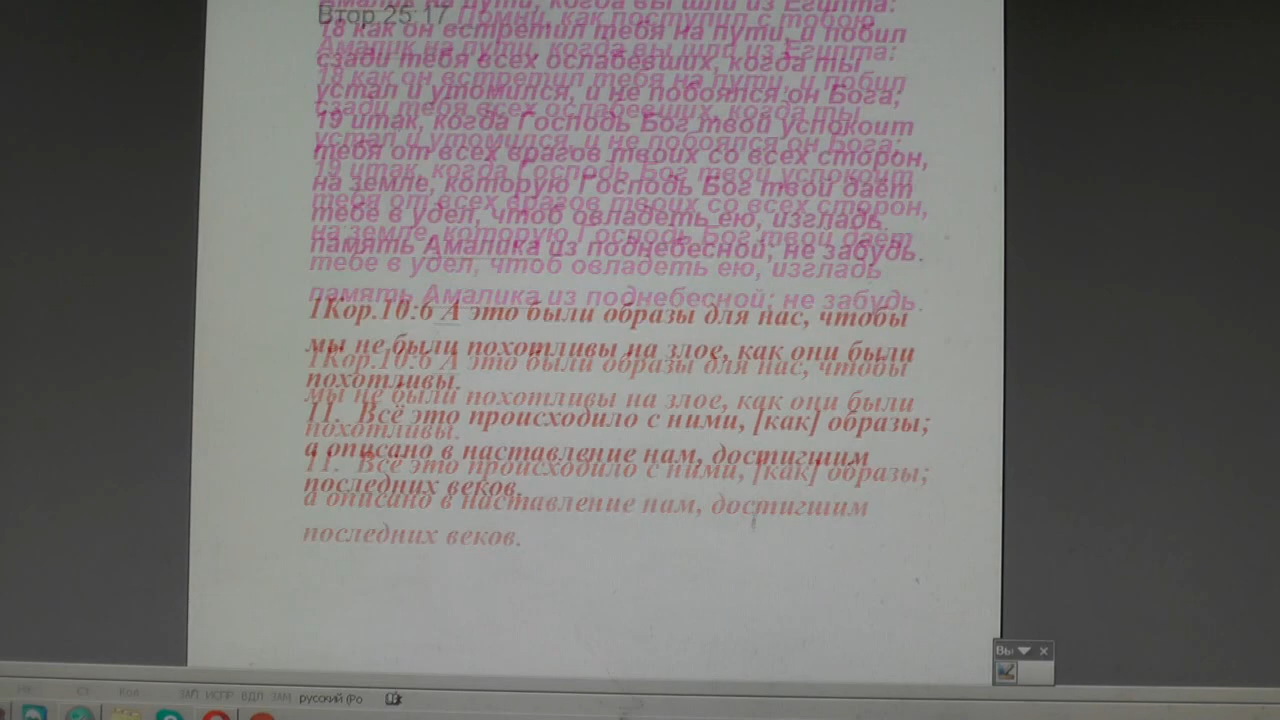 Втор.25:17 Помни, как поступил с тобою
Амалик на пути, когда вы шли из Египта:
18 как он встретил тебя на пути, и побил
сзади тебя всех ослабевших, когда ты
устал и утомился, и не побоялся он Бога;
19 итак, когда Господь Бог твой успокоит
тебя от всех врагов твоих со всех сторон,
на земле, которую Господь Бог твой даёт
тебе в удел, чтоб овладеть ею, изгладь
память Амалика из поднебесной; не забудь.
1Кор.10:6 А это были образы для нас, чтобы
мы не были похотливы на злое, как они были
похотливы.
11. Всё это происходило с ними, [как] образы;
а описано в наставление нам, достигшим
последних веков.
Вы
ЗАП ИСПР ВДЛ ЗАМ русский (Ро